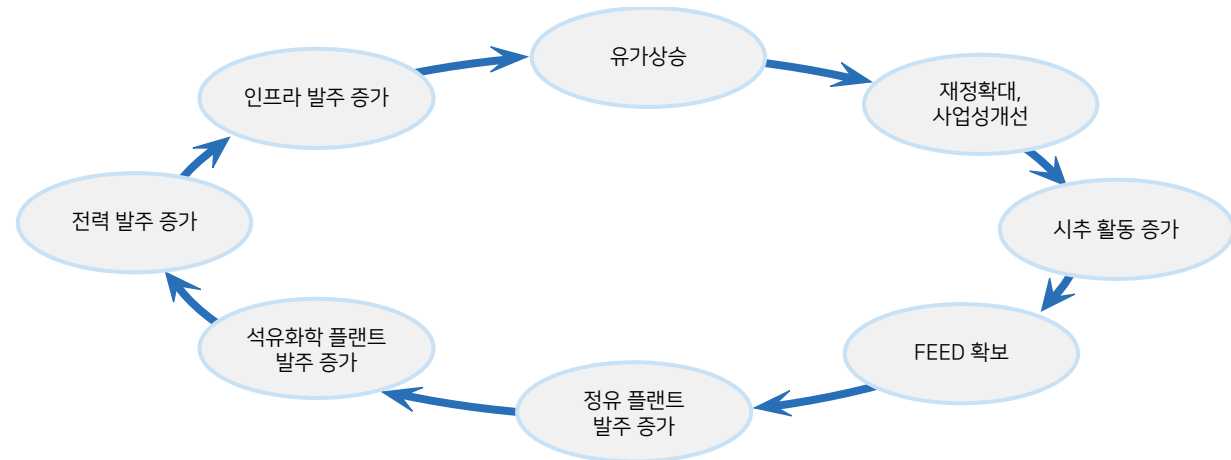 유가상승
재정확대,
사업성개선
시추 활동 증가
FEED 확보
정유 플랜트
발주 증가
석유화학 플랜트
발주 증가
전력 발주 증가
인프라 발주 증가